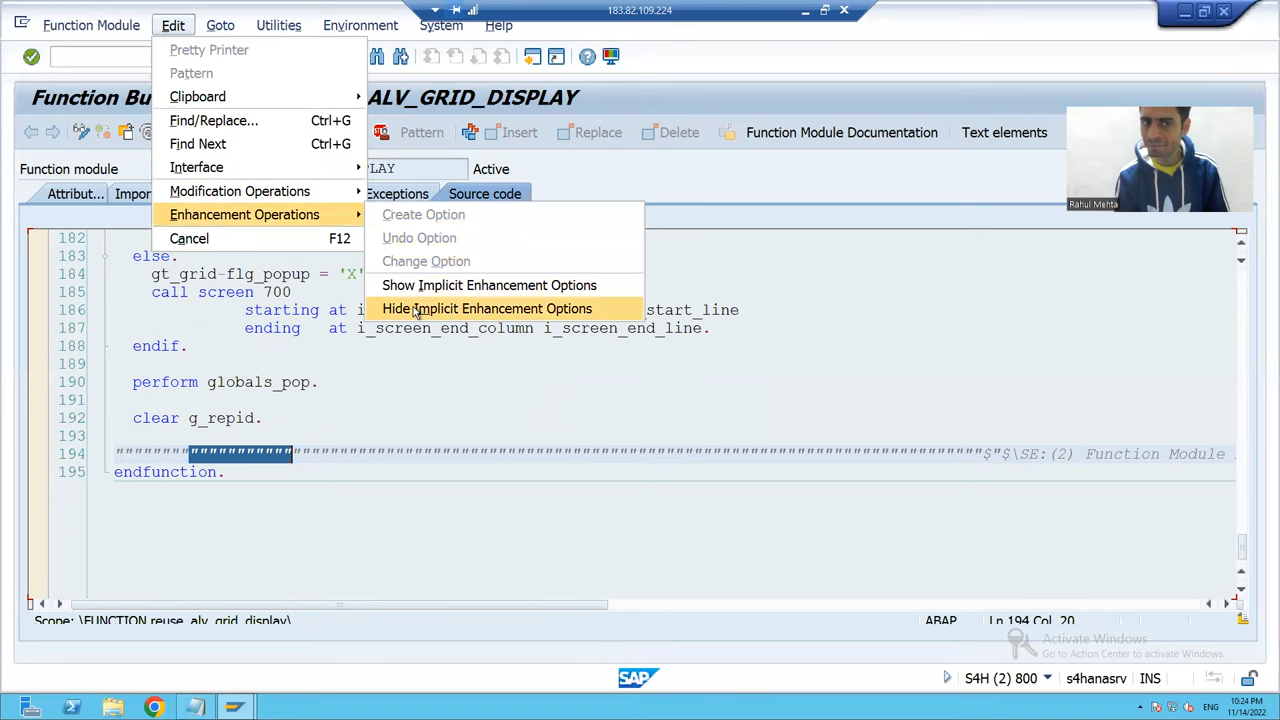 183.82.109.224
Function Module Edit Goto Utilities Environment System Help
Pretty Printer
Pattern
Clipboard
Find/Replace... Ctrl+G
Find Next Ctrl+G
Interface
Modification Operations
Enhancement Operations
Cancel F12
Create Option
Undo Option
Change Option
Show Implicit Enhancement Options
Hide Implicit Enhancement Options
Function Bu ALV_GRID_DISPLAY
Pattern Insert Replace Delete Function Module Documentation Text elements
Function module PLAY Active
Attribut... Impor Exceptions Source code
Rahul Mehta
182
183 else.
184 gt_grid-flg_popup = 'X'
185 call screen 700
186 starting at i start_line
187 ending at i_screen_end_column i_screen_end_line.
188 endif.
189
190 perform globals_pop.
191
192 clear g_repid.
193
194 $"$\SE:(2) Function Module
195 endfunction.
Scope: \FUNCTION reuse_alv_grid_display\ ABAP Ln 194 Col 20
Activate Windows
Go to Action Center to activate Windows.
SAP S4H (2) 800 s4hanasrv INS
ENG 10:24 PM
11/14/2022